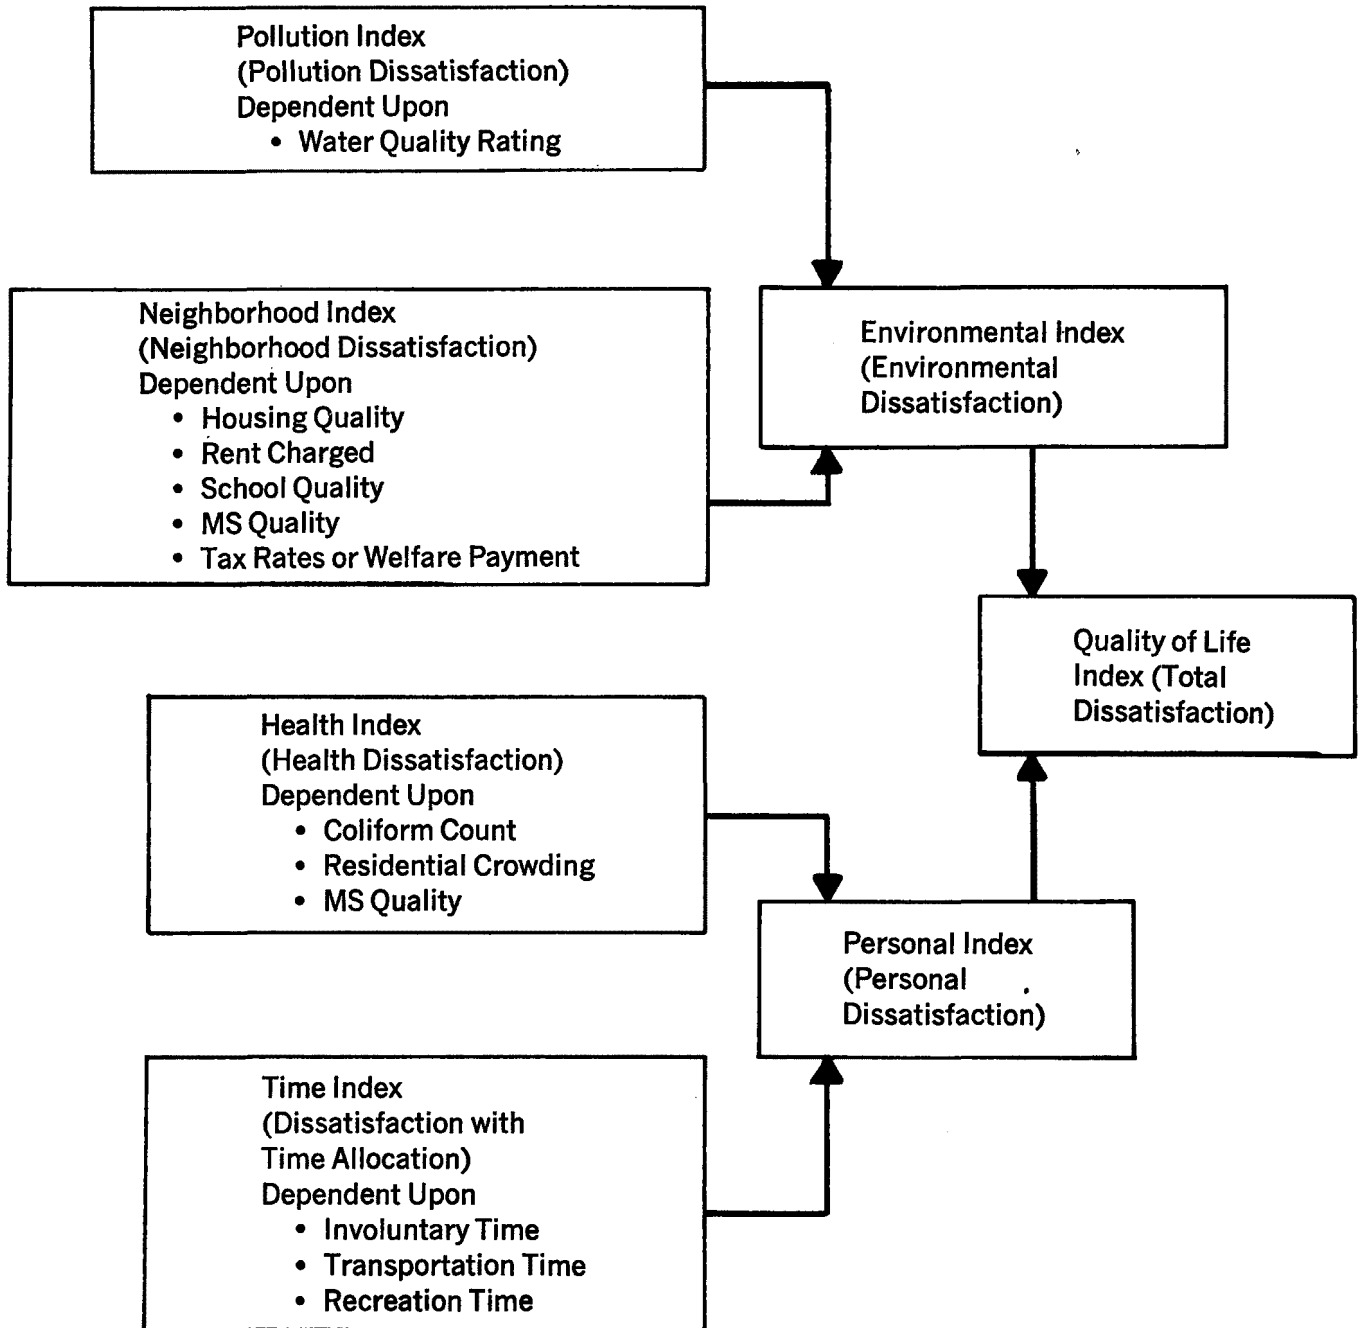 Pollution Index
(Pollution Dissatisfaction)
Dependent Upon
• Water Quality Rating
Neighborhood Index
(Neighborhood Dissatisfaction)
Dependent Upon
• Housing Quality
• Rent Charged
• School Quality
• MS Quality
• Tax Rates or Welfare Payment
Environmental Index
(Environmental
Dissatisfaction)
Quality of Life
Index (Total
Dissatisfaction)
Health Index
(Health Dissatisfaction)
Dependent Upon
• Coliform Count
• Residential Crowding
• MS Quality
Personal Index
(Personal
Dissatisfaction)
Time Index
(Dissatisfaction with
Time Allocation)
Dependent Upon
• Involuntary Time
• Transportation Time
• Recreation Time